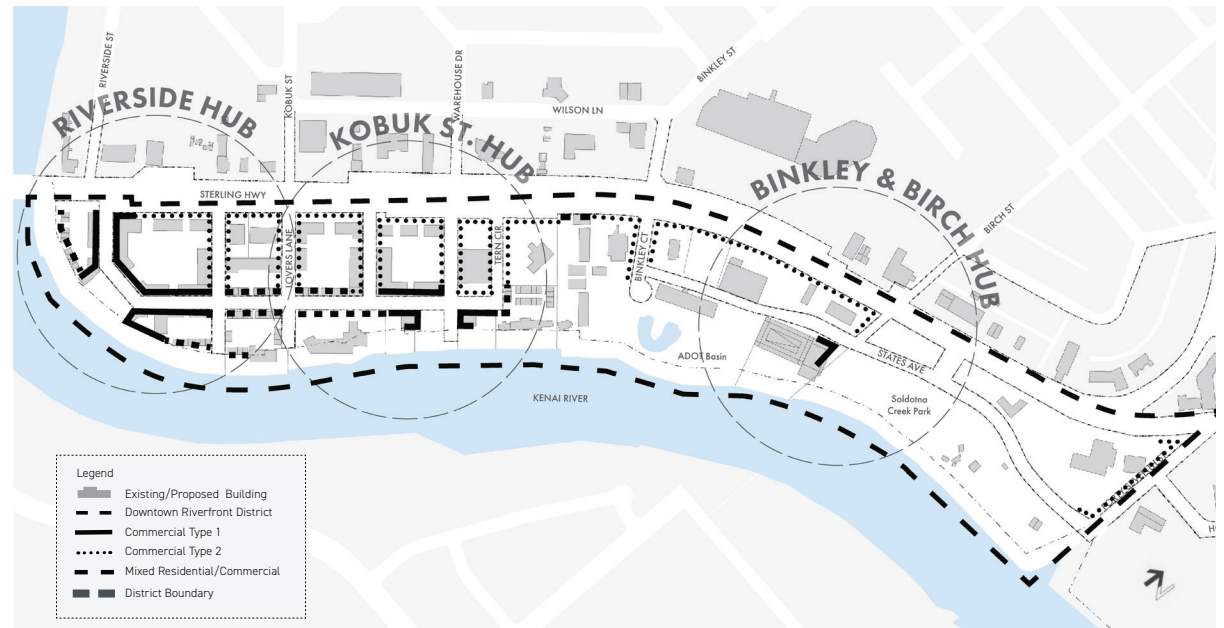 RIVERSIDE ST
KOBUK ST
WAREHOUSE DR
BINKLEY ST
WILSON LN
RIVERSIDE HUB
KOBUK ST. HUB
BINKLEY & BIRCH HUB
BIRCH ST
STERLING HWY
LOVERS LANE
TERN CIR
BINKLEY CT
ADOT Basin
STATES AVE
KENAI RIVER
Soldotna
Creek Park
Legend
Existing/Proposed Building
Downtown Riverfront District
Commercial Type 1
Commercial Type 2
Mixed Residential/Commercial
District Boundary
N